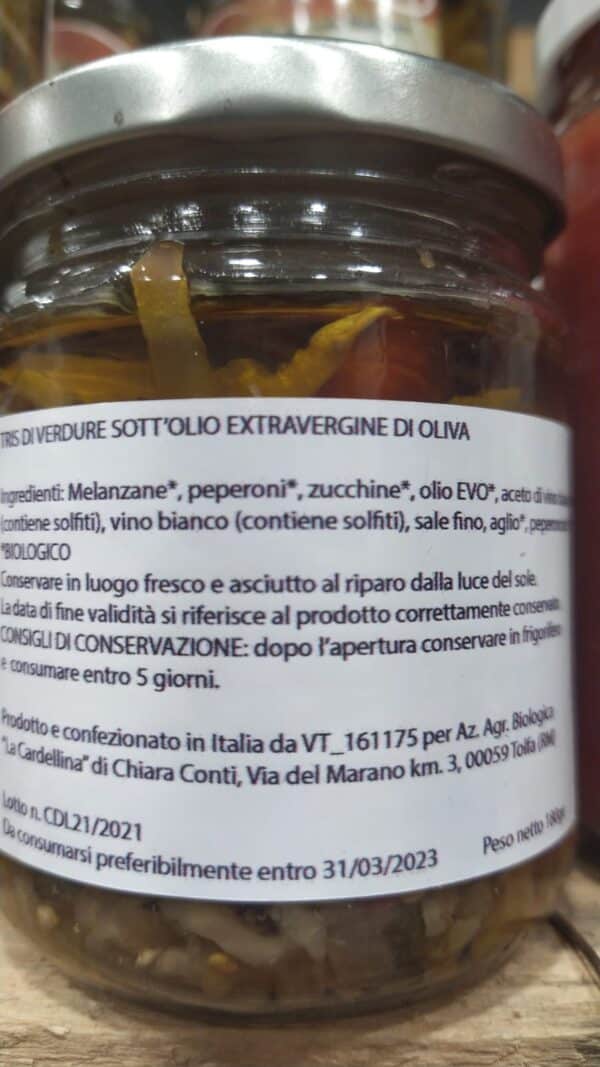 TRIS DI VERDURE SOTT'OLIO EXTRAVERGINE DI OLIVA
Ingredienti: Melanzane*, peperoni*, zucchine*, olio EVO*, aceto di vino
(contiene solfiti), vino bianco (contiene solfiti), sale fino, aglio*,
*BIOLOGICO
Conservare in luogo fresco e asciutto al riparo dalla luce del sole.
La data di fine validità si riferisce al prodotto correttamente conservato
CONSIGLI DI CONSERVAZIONE: dopo l'apertura conservare in frigorifero
e consumare entro 5 giorni.
Prodotto e confezionato in Italia da VT_161175 per Az. Agr. Biologica
"La Cardellina" di Chiara Conti, Via del Marano km. 3, 00059 Tolfa (RM)
Lotto n. CDL21/2021
Da consumarsi preferibilmente entro 31/03/2023
Peso netto 180gr